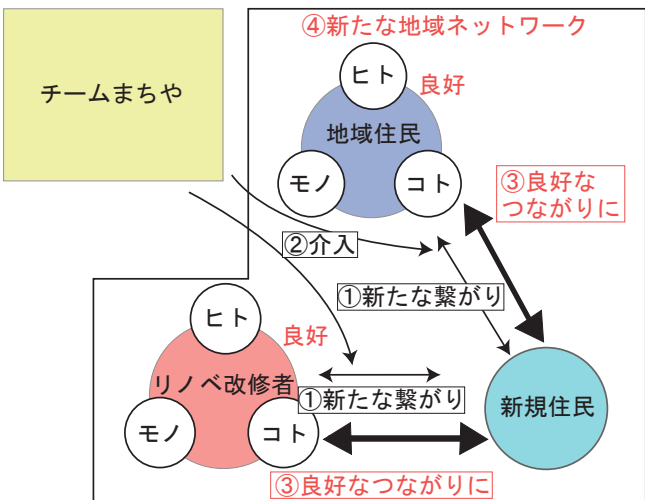 ④新たな地域ネットワーク
チームまちや
ヒト
良好
地域住民
モノ
コト
③良好な
つながりに
②介入
①新たな繋がり
ヒト
良好
リノベ改修者
①新たな繋がり
新規住民
モノ
コト
③良好なつながりに